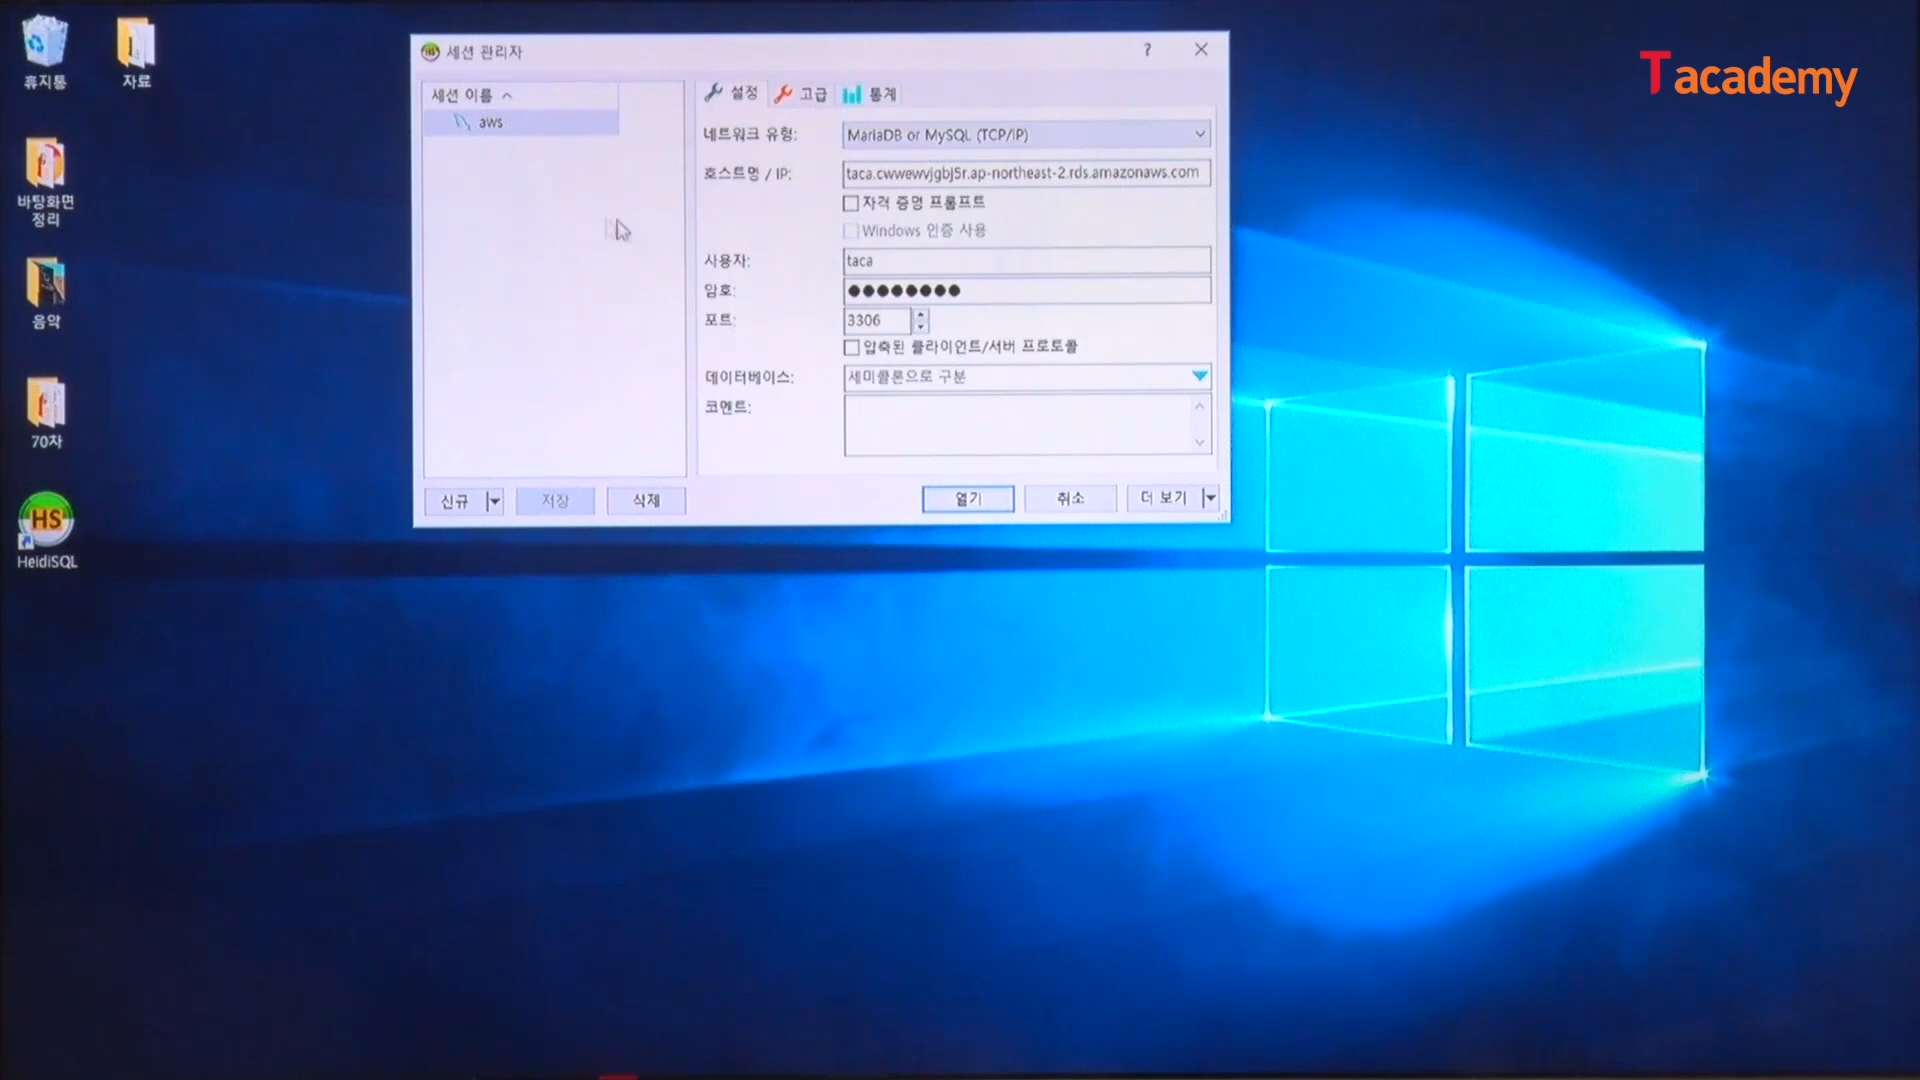 휴지통
자료
바탕화면
정리
음악
70차
HS
HeidiSQL
HS 세션 관리자
?
세션 이름
aws
설정 고급 통계
네트워크 유형: MariaDB or MySQL (TCP/IP)
호스트명 / IP: taca.cwwewvjgbj5r.ap-northeast-2.rds.amazonaws.com
자격 증명 프롬프트
Windows 인증 사용
사용자: taca
암호: ●●●●●●●●
포트: 3306
압축된 클라이언트/서버 프로토콜
데이터베이스: 세미콜론으로 구분
코멘트:
신규 저장 삭제 열기 취소 더 보기
Tacademy